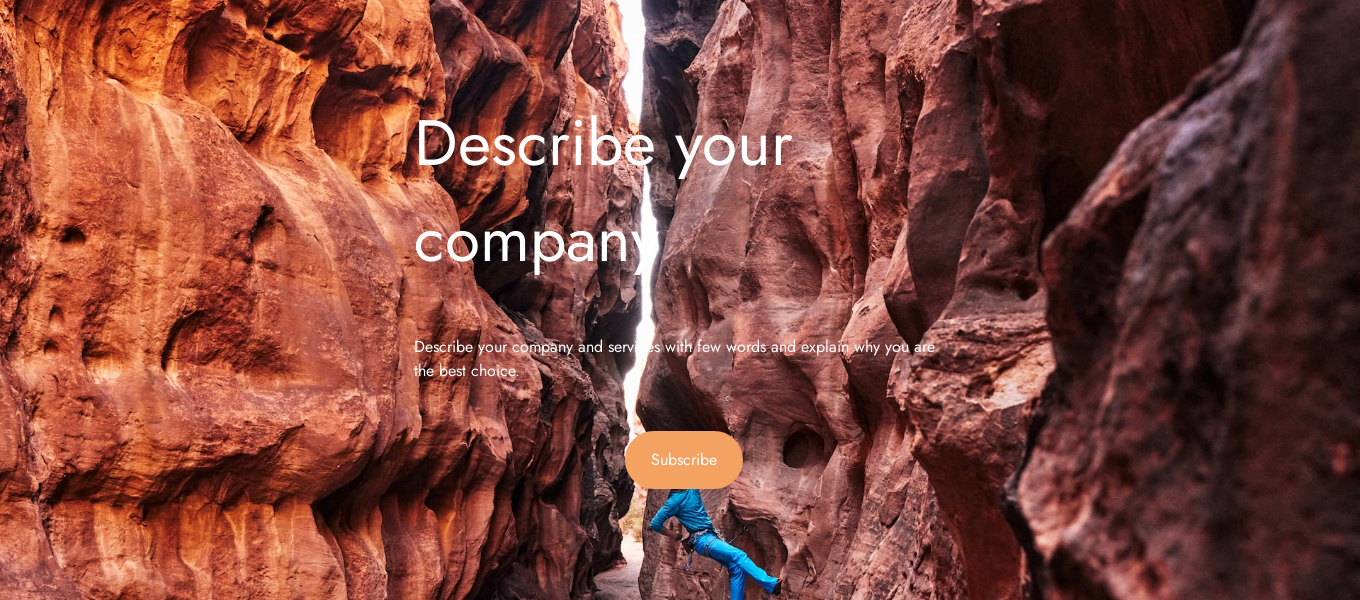 Describe your
company
Describe your company and services with few words and explain why you are
the best choice.
Subscribe